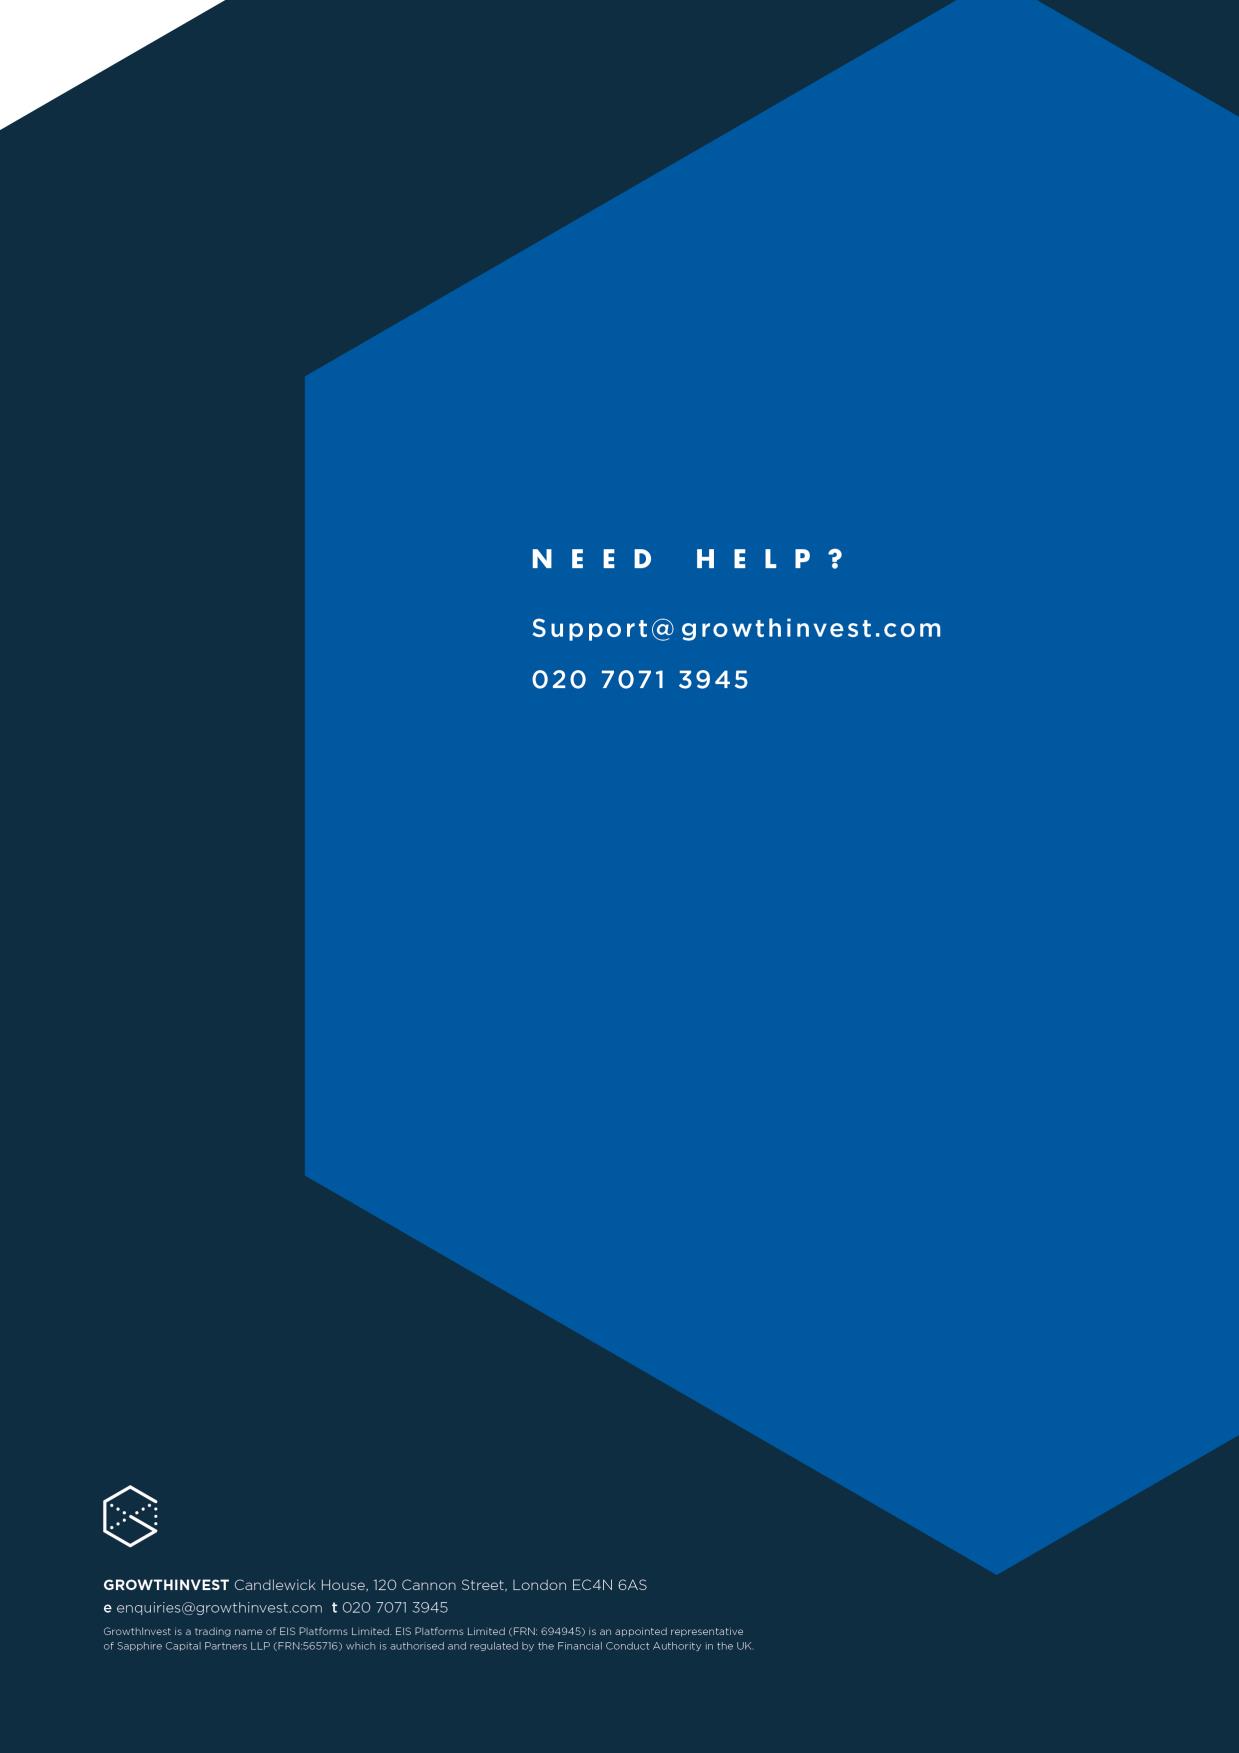 NEED HELP?
Support@growthinvest.com
020 7071 3945
GROWTHINVEST Candlewick House, 120 Cannon Street, London EC4N 6AS
e enquiries@growthinvest.com t 020 7071 3945
GrowthInvest is a trading name of EIS Platforms Limited. EIS Platforms Limited (FRN: 694945) is an appointed representative
of Sapphire Capital Partners LLP (FRN:565716) which is authorised and regulated by the Financial Conduct Authority in the UK.